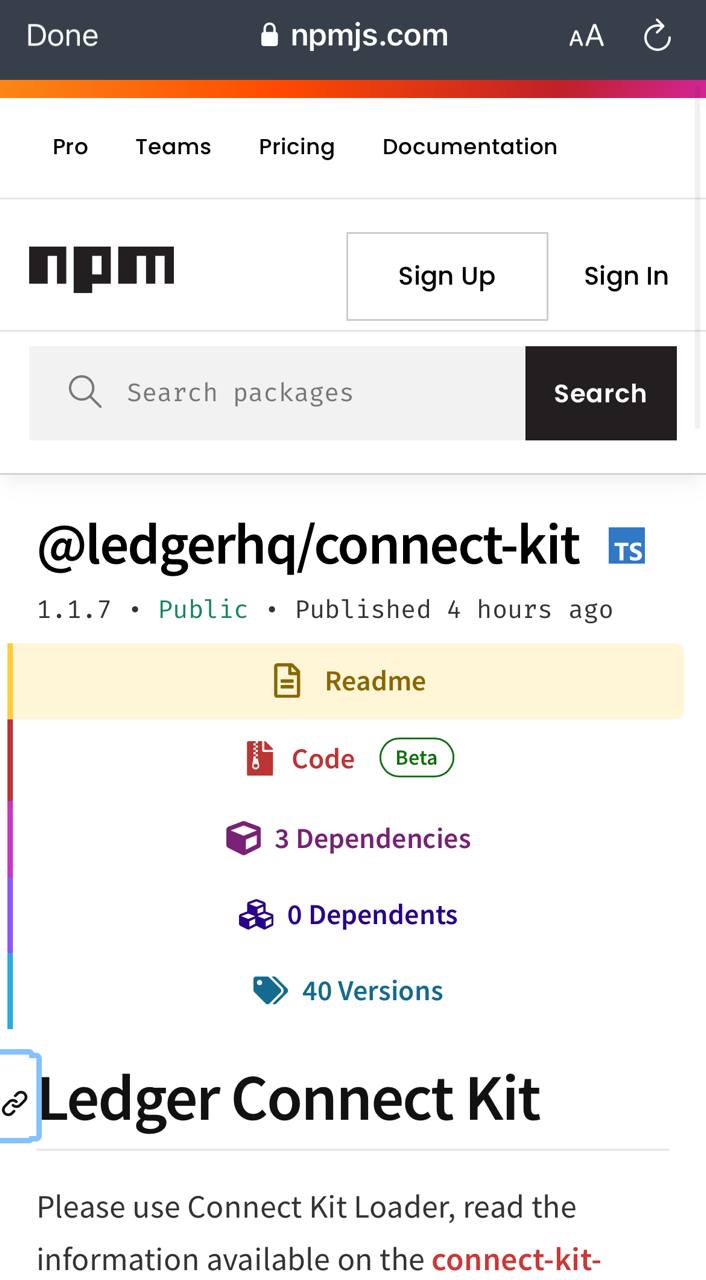 Done npmjs.com AA
Pro Teams Pricing Documentation
npm Sign Up Sign In
Search packages Search
@ledgerhq/connect-kit TS
1.1.7 • Public • Published 4 hours ago
Readme
Code Beta
3 Dependencies
0 Dependents
40 Versions
Ledger Connect Kit
Please use Connect Kit Loader, read the
information available on the connect-kit-